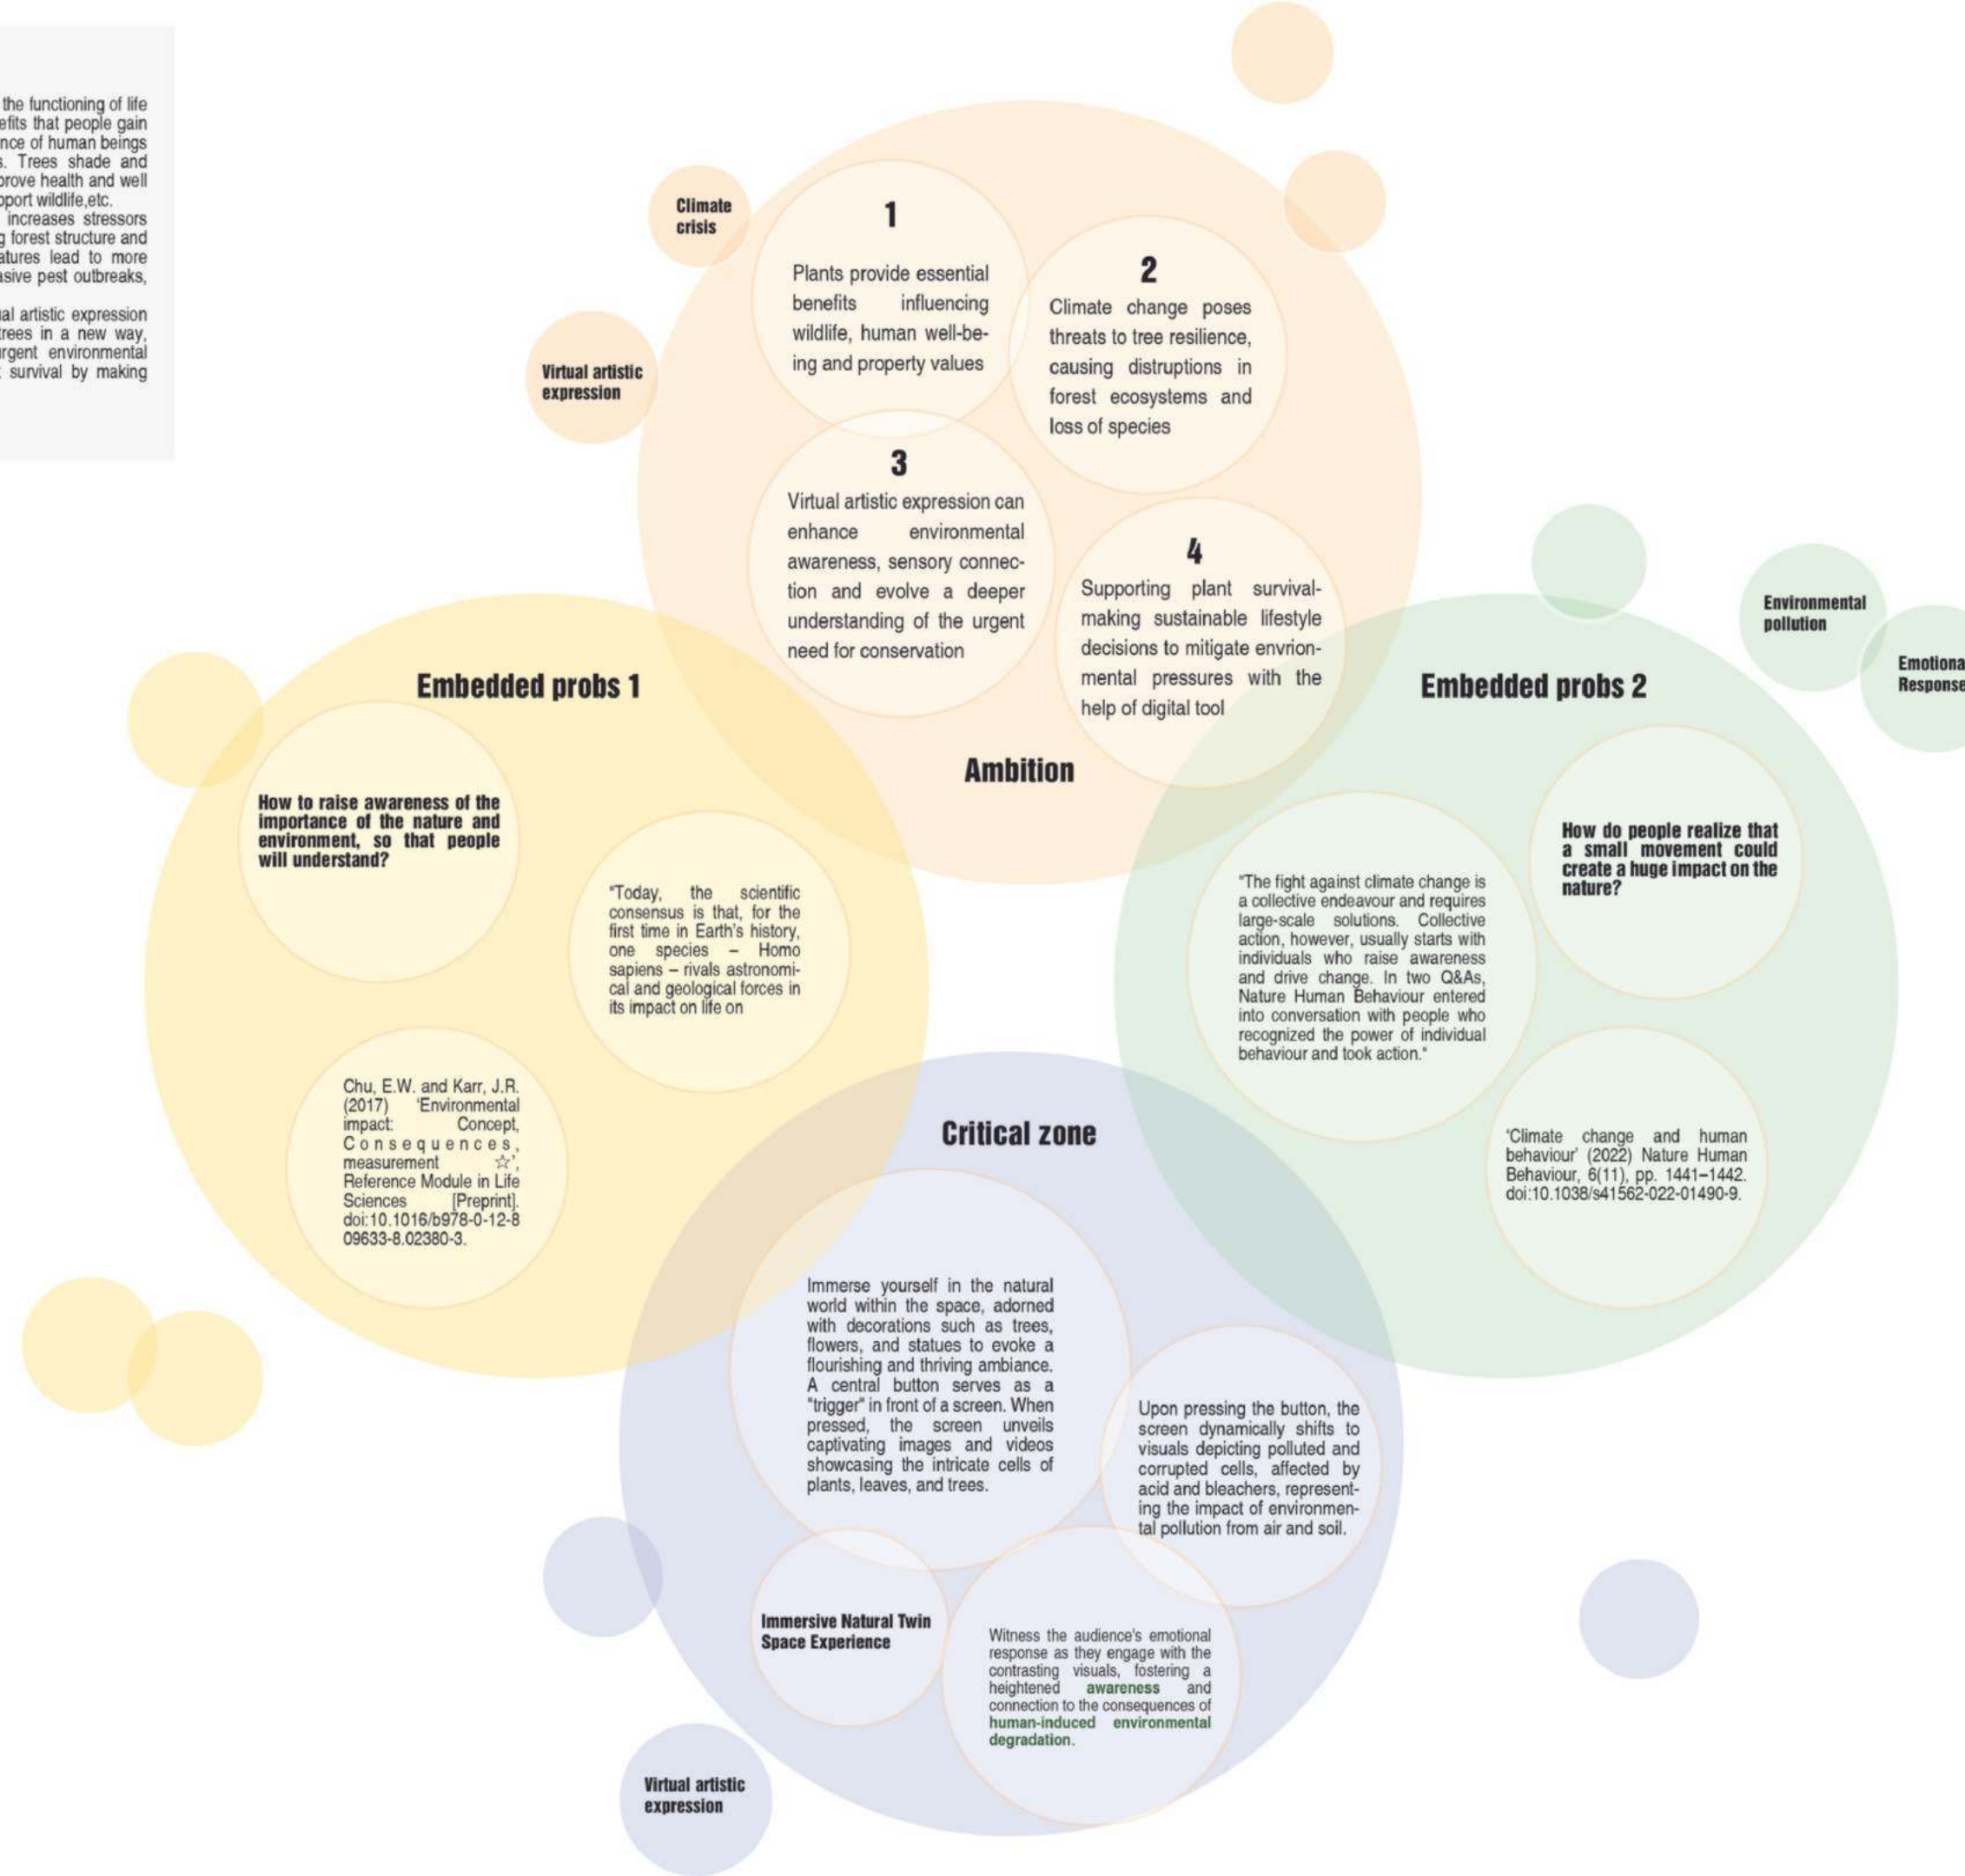 the functioning of life
efits that people gain
nce of human beings
s. Trees shade and
prove health and well
pport wildlife,etc.
increases stressors
g forest structure and
atures lead to more
asive pest outbreaks,
al artistic expression
trees in a new way,
urgent environmental
t survival by making
Climate
crisis
Virtual artistic
expression
1
Plants provide essential
benefits influencing
wildlife, human well-be-
ing and property values
2
Climate change poses
threats to tree resilience,
causing distruptions in
forest ecosystems and
loss of species
3
Virtual artistic expression can
enhance environmental
awareness, sensory connec-
tion and evolve a deeper
understanding of the urgent
need for conservation
4
Supporting plant survival-
making sustainable lifestyle
decisions to mitigate envrion-
mental pressures with the
help of digital tool
Ambition
Embedded probs 1
How to raise awareness of the
importance of the nature and
environment, so that people
will understand?
"Today, the scientific
consensus is that, for the
first time in Earth's history,
one species – Homo
sapiens – rivals astronomi-
cal and geological forces in
its impact on life on
Chu, E.W. and Karr, J.R.
(2017) 'Environmental
impact: Concept,
Consequences,
measurement ☆',
Reference Module in Life
Sciences [Preprint].
doi:10.1016/b978-0-12-8
09633-8.02380-3.
Embedded probs 2
Environmental
pollution
Emotiona
Response
How do people realize that
a small movement could
create a huge impact on the
nature?
"The fight against climate change is
a collective endeavour and requires
large-scale solutions. Collective
action, however, usually starts with
individuals who raise awareness
and drive change. In two Q&As,
Nature Human Behaviour entered
into conversation with people who
recognized the power of individual
behaviour and took action."
'Climate change and human
behaviour' (2022) Nature Human
Behaviour, 6(11), pp. 1441–1442.
doi:10.1038/s41562-022-01490-9.
Critical zone
Immerse yourself in the natural
world within the space, adorned
with decorations such as trees,
flowers, and statues to evoke a
flourishing and thriving ambiance.
A central button serves as a
"trigger" in front of a screen. When
pressed, the screen unveils
captivating images and videos
showcasing the intricate cells of
plants, leaves, and trees.
Upon pressing the button, the
screen dynamically shifts to
visuals depicting polluted and
corrupted cells, affected by
acid and bleachers, represent-
ing the impact of environmen-
tal pollution from air and soil.
Immersive Natural Twin
Space Experience
Witness the audience's emotional
response as they engage with the
contrasting visuals, fostering a
heightened awareness and
connection to the consequences of
human-induced environmental
degradation.
Virtual artistic
expression